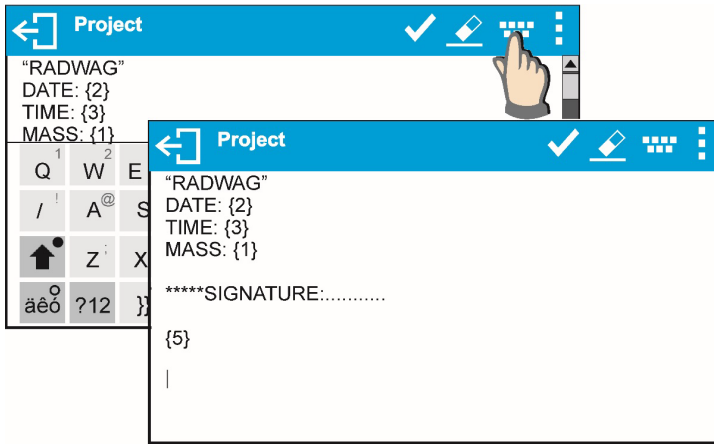 Project
“RADWAG”
DATE: {2}
TIME: {3}
MASS: {1}
Q 1 W 2 E
/ ! A @ S
Z ; X
äêó ?12 }
Project
“RADWAG”
DATE: {2}
TIME: {3}
MASS: {1}
*****SIGNATURE:...........
{5}